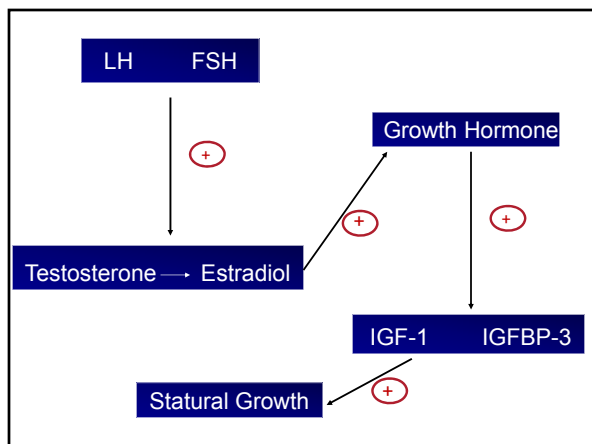 LH FSH
+
Growth Hormone
+
+
Testosterone Estradiol
IGF-1 IGFBP-3
+
Statural Growth